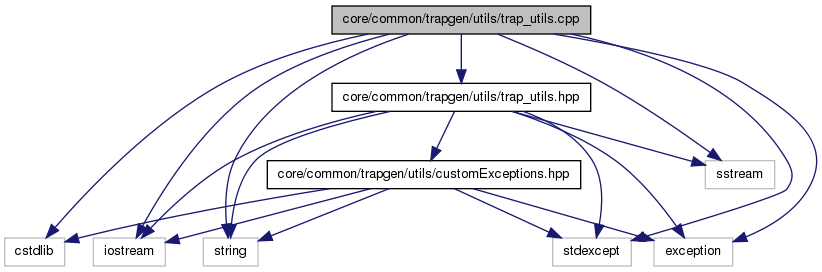 core/common/trapgen/utils/trap_utils.cpp
core/common/trapgen/utils/trap_utils.hpp
core/common/trapgen/utils/customExceptions.hpp
sstream
cstdlib
iostream
string
stdexcept
exception